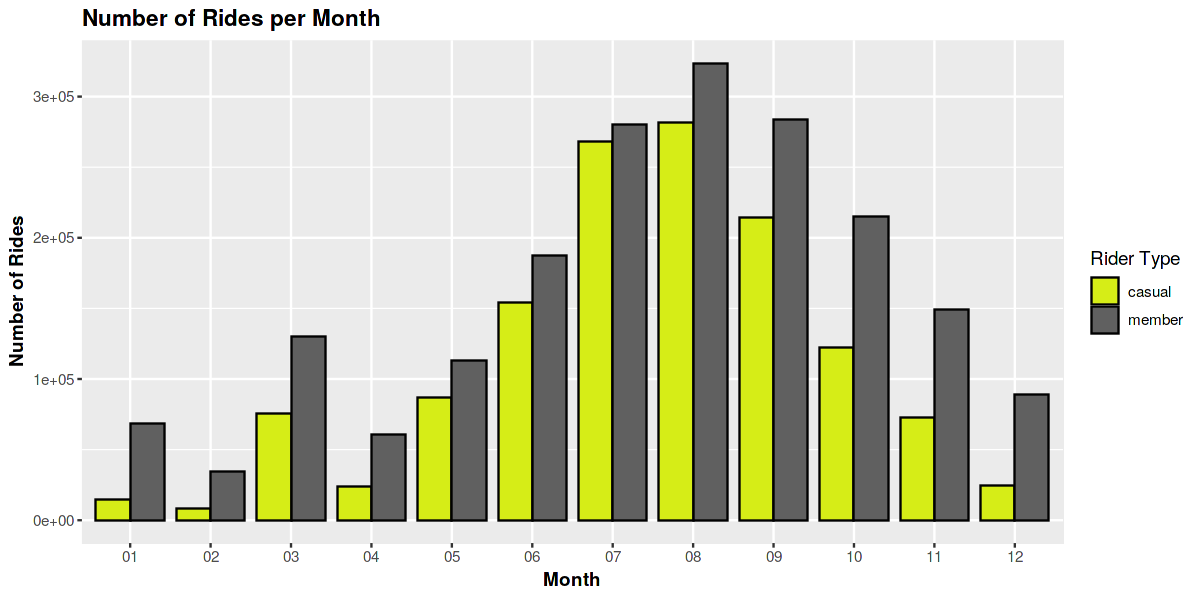 Number of Rides per Month
Number of Rides
3e+05
2e+05
1e+05
0e+00
01 02 03 04 05 06 07 08 09 10 11 12
Month
Rider Type
casual
member